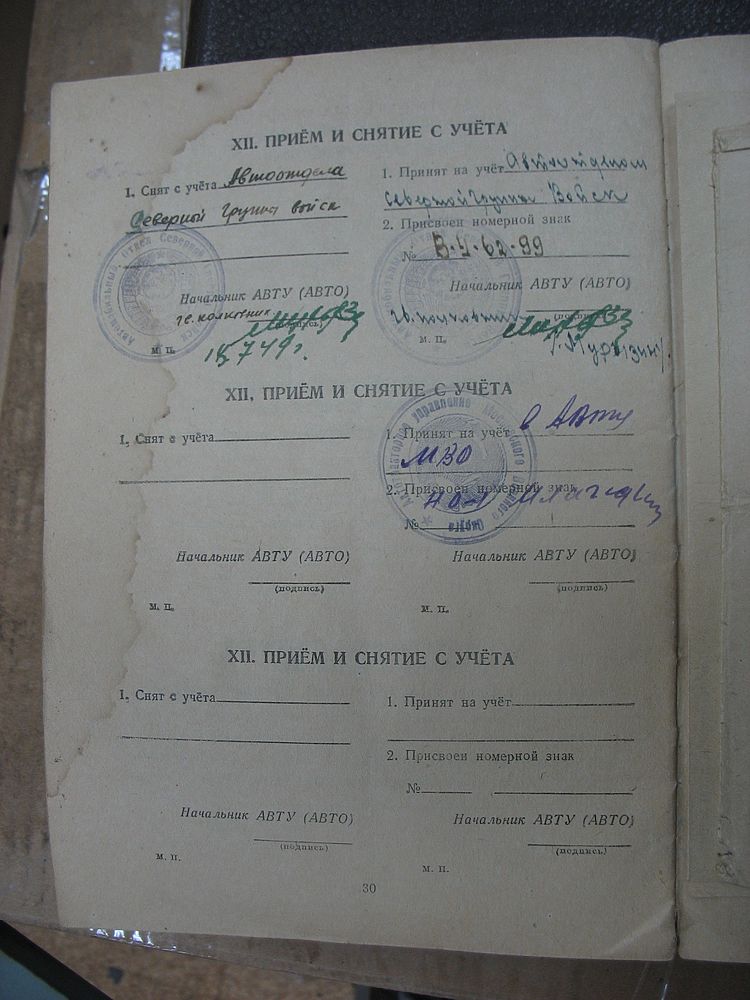 XII. ПРИЁМ И СНЯТИЕ С УЧЁТА
1. Снят с учёта Автоотдела
Северной Группы войск
Начальник АВТУ (АВТО)
(подпись)
М. П.
1. Принят на учёт Автоотделом
Северной Группы Войск
2. Присвоен номерной знак
№
Начальник АВТУ (АВТО)
гв. полковник
М. П.
XII. ПРИЁМ И СНЯТИЕ С УЧЁТА
1. Снят с учёта
Начальник АВТУ (АВТО)
(подпись)
М. П.
1. Принят на учёт в Авто
МВО
2. Присвоен номерной знак
№
Начальник АВТУ (АВТО)
(подпись)
М. П.
XII. ПРИЁМ И СНЯТИЕ С УЧЁТА
1. Снят с учёта
Начальник АВТУ (АВТО)
(подпись)
М. П.
1. Принят на учёт
2. Присвоен номерной знак
№
Начальник АВТУ (АВТО)
(подпись)
М. П.
30